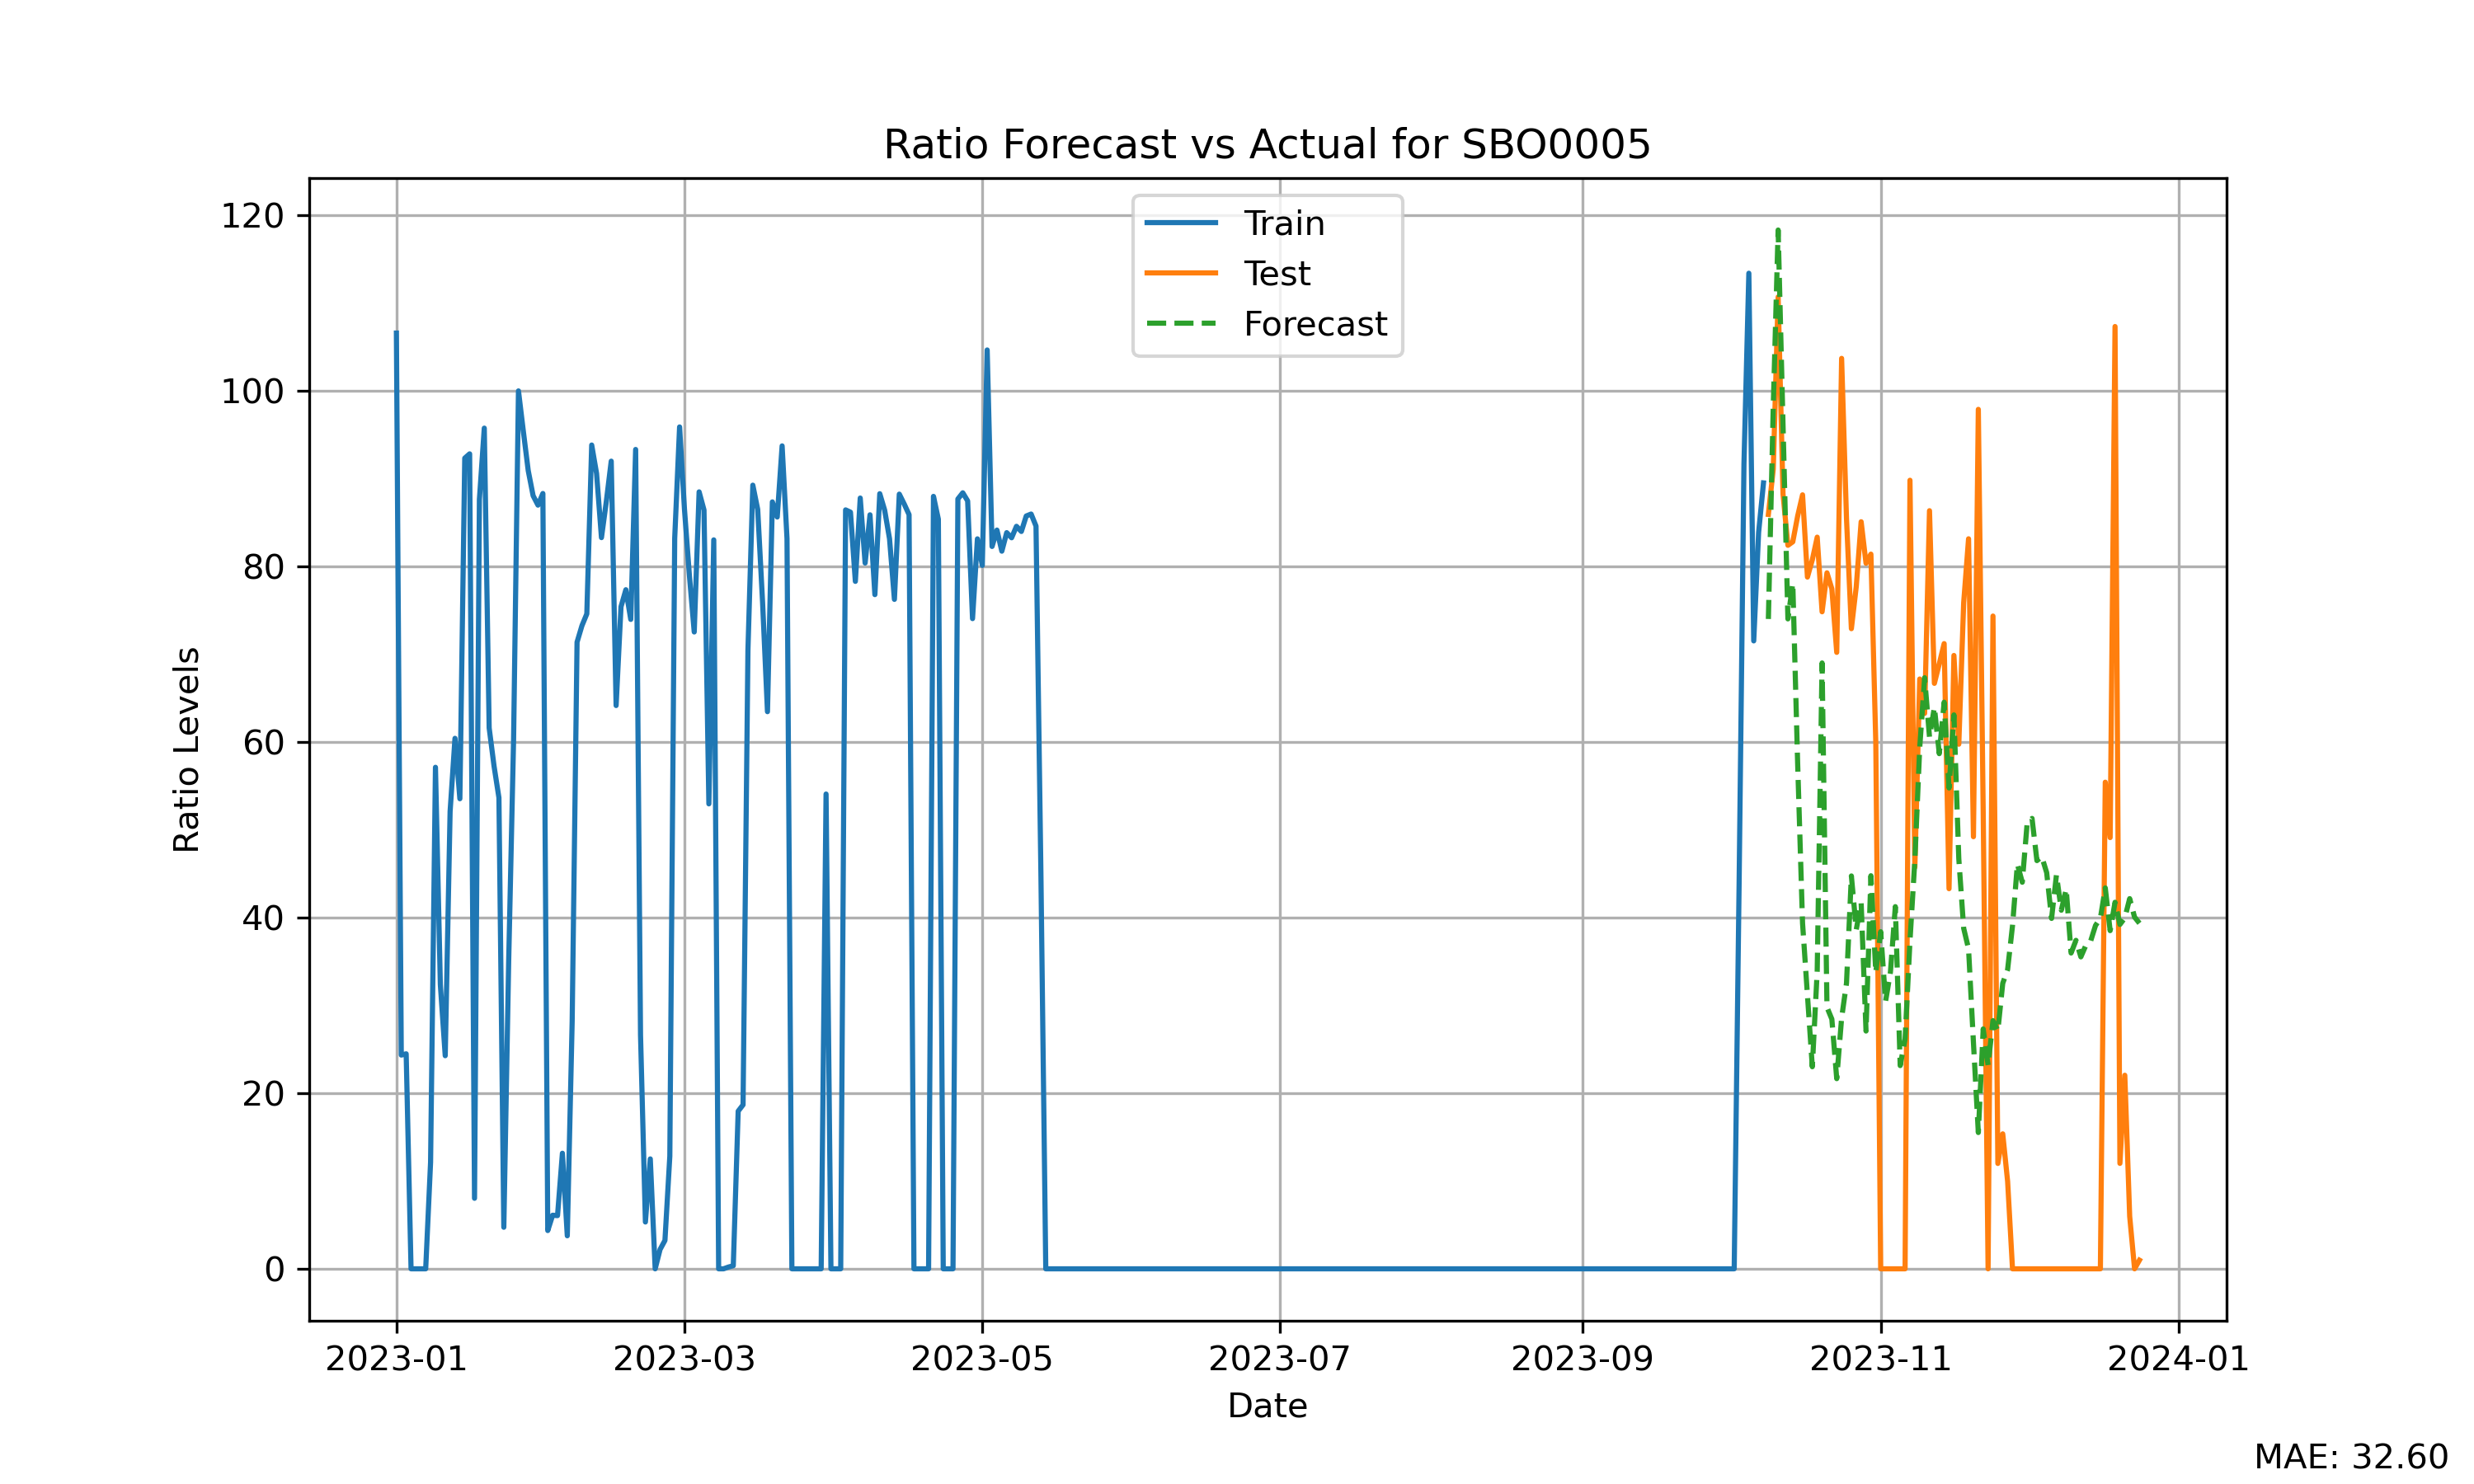 Ratio Forecast vs Actual for SBO0005
Train
Test
Forecast
Ratio Levels
120
100
80
60
40
20
0
2023-01
2023-03
2023-05
2023-07
2023-09
2023-11
2024-01
Date
MAE: 32.60